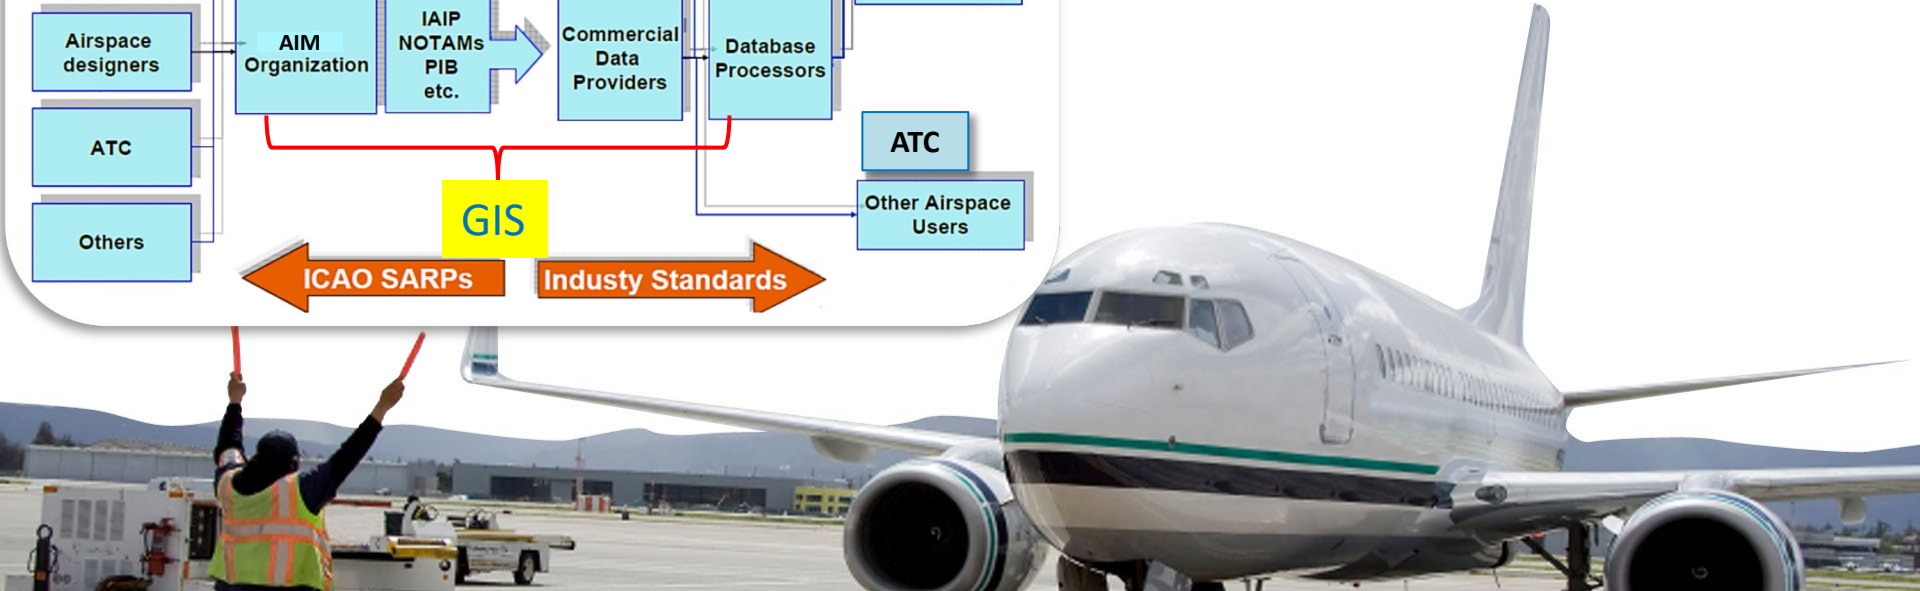 Airspace
designers
ATC
Others
AIM
Organization
IAIP
NOTAMs
PIB
etc.
Commercial
Data
Providers
Database
Processors
ATC
Other Airspace
Users
GIS
ICAO SARPs
Industy Standards